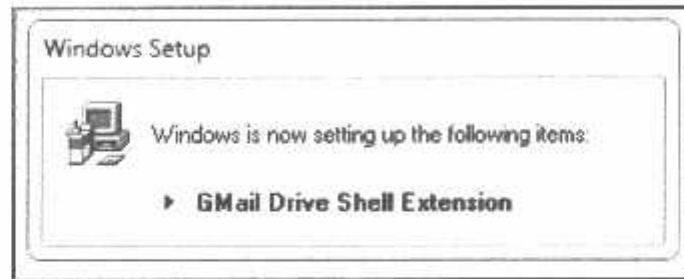 Windows Setup
Windows is now setting up the following items:
GMail Drive Shell Extension